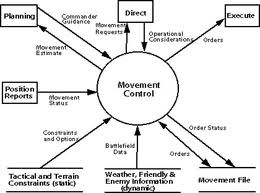 Planning
Commander
Guidance
Direct
Execute
Movement
Requests
Operational
Considerations
Orders
Movement
Estimate
Position
Reports
Movement
Status
Movement
Control
Constraints
and Options
Battlefield
Data
Order Status
Orders
Tactical and Terrain
Constraints (static)
Weather, Friendly &
Enemy Information
(dynamic)
Movement File